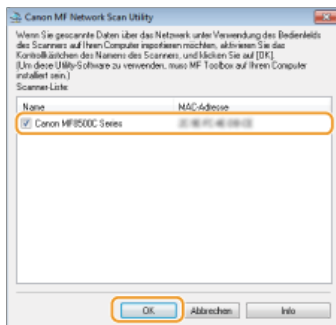 Canon MF Network Scan Utility
Wenn Sie gescannte Daten über das Netzwerk unter Verwendung des Bedienfelds
des Scanners auf Ihren Computer importieren möchten, aktivieren Sie das
Kontrollkästchen des Namens des Scanners, und klicken Sie auf [OK].
(Um diese Utility-Software zu verwenden, muss MF Toolbox auf Ihrem Computer
installiert sein.)
Scanner-Liste
Name MAC-Adresse
Canon MF8500C Series
OK Abbrechen Info